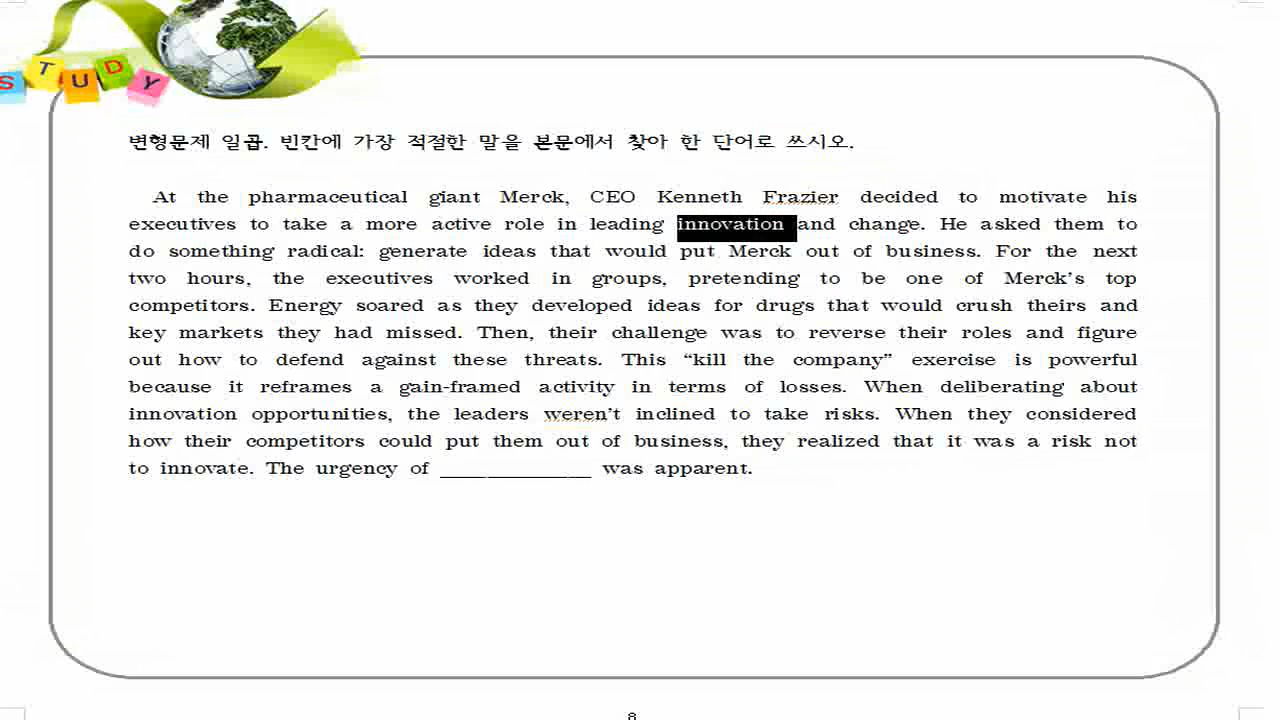 STUDY
변형문제 일곱. 빈칸에 가장 적절한 말을 본문에서 찾아 한 단어로 쓰시오.
At the pharmaceutical giant Merck, CEO Kenneth Frazier decided to motivate his
executives to take a more active role in leading innovation and change. He asked them to
do something radical: generate ideas that would put Merck out of business. For the next
two hours, the executives worked in groups, pretending to be one of Merck's top
competitors. Energy soared as they developed ideas for drugs that would crush theirs and
key markets they had missed. Then, their challenge was to reverse their roles and figure
out how to defend against these threats. This “kill the company” exercise is powerful
because it reframes a gain-framed activity in terms of losses. When deliberating about
innovation opportunities, the leaders weren't inclined to take risks. When they considered
how their competitors could put them out of business, they realized that it was a risk not
to innovate. The urgency of ______________ was apparent.
8